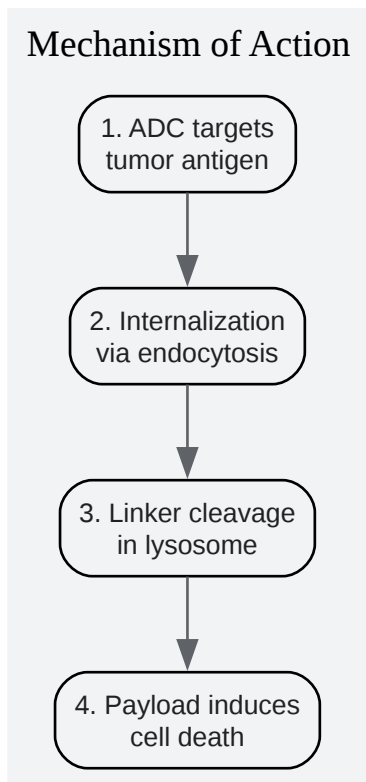 Mechanism of Action
1. ADC targets
tumor antigen
2. Internalization
via endocytosis
3. Linker cleavage
in lysosome
4. Payload induces
cell death